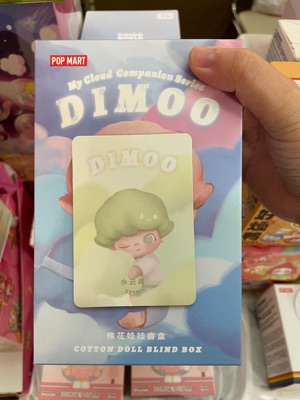 POP MART
My Cloud Companion Series
DIMOO
DIMOO
棉花娃娃盲盒
COTTON DOLL BLIND BOX